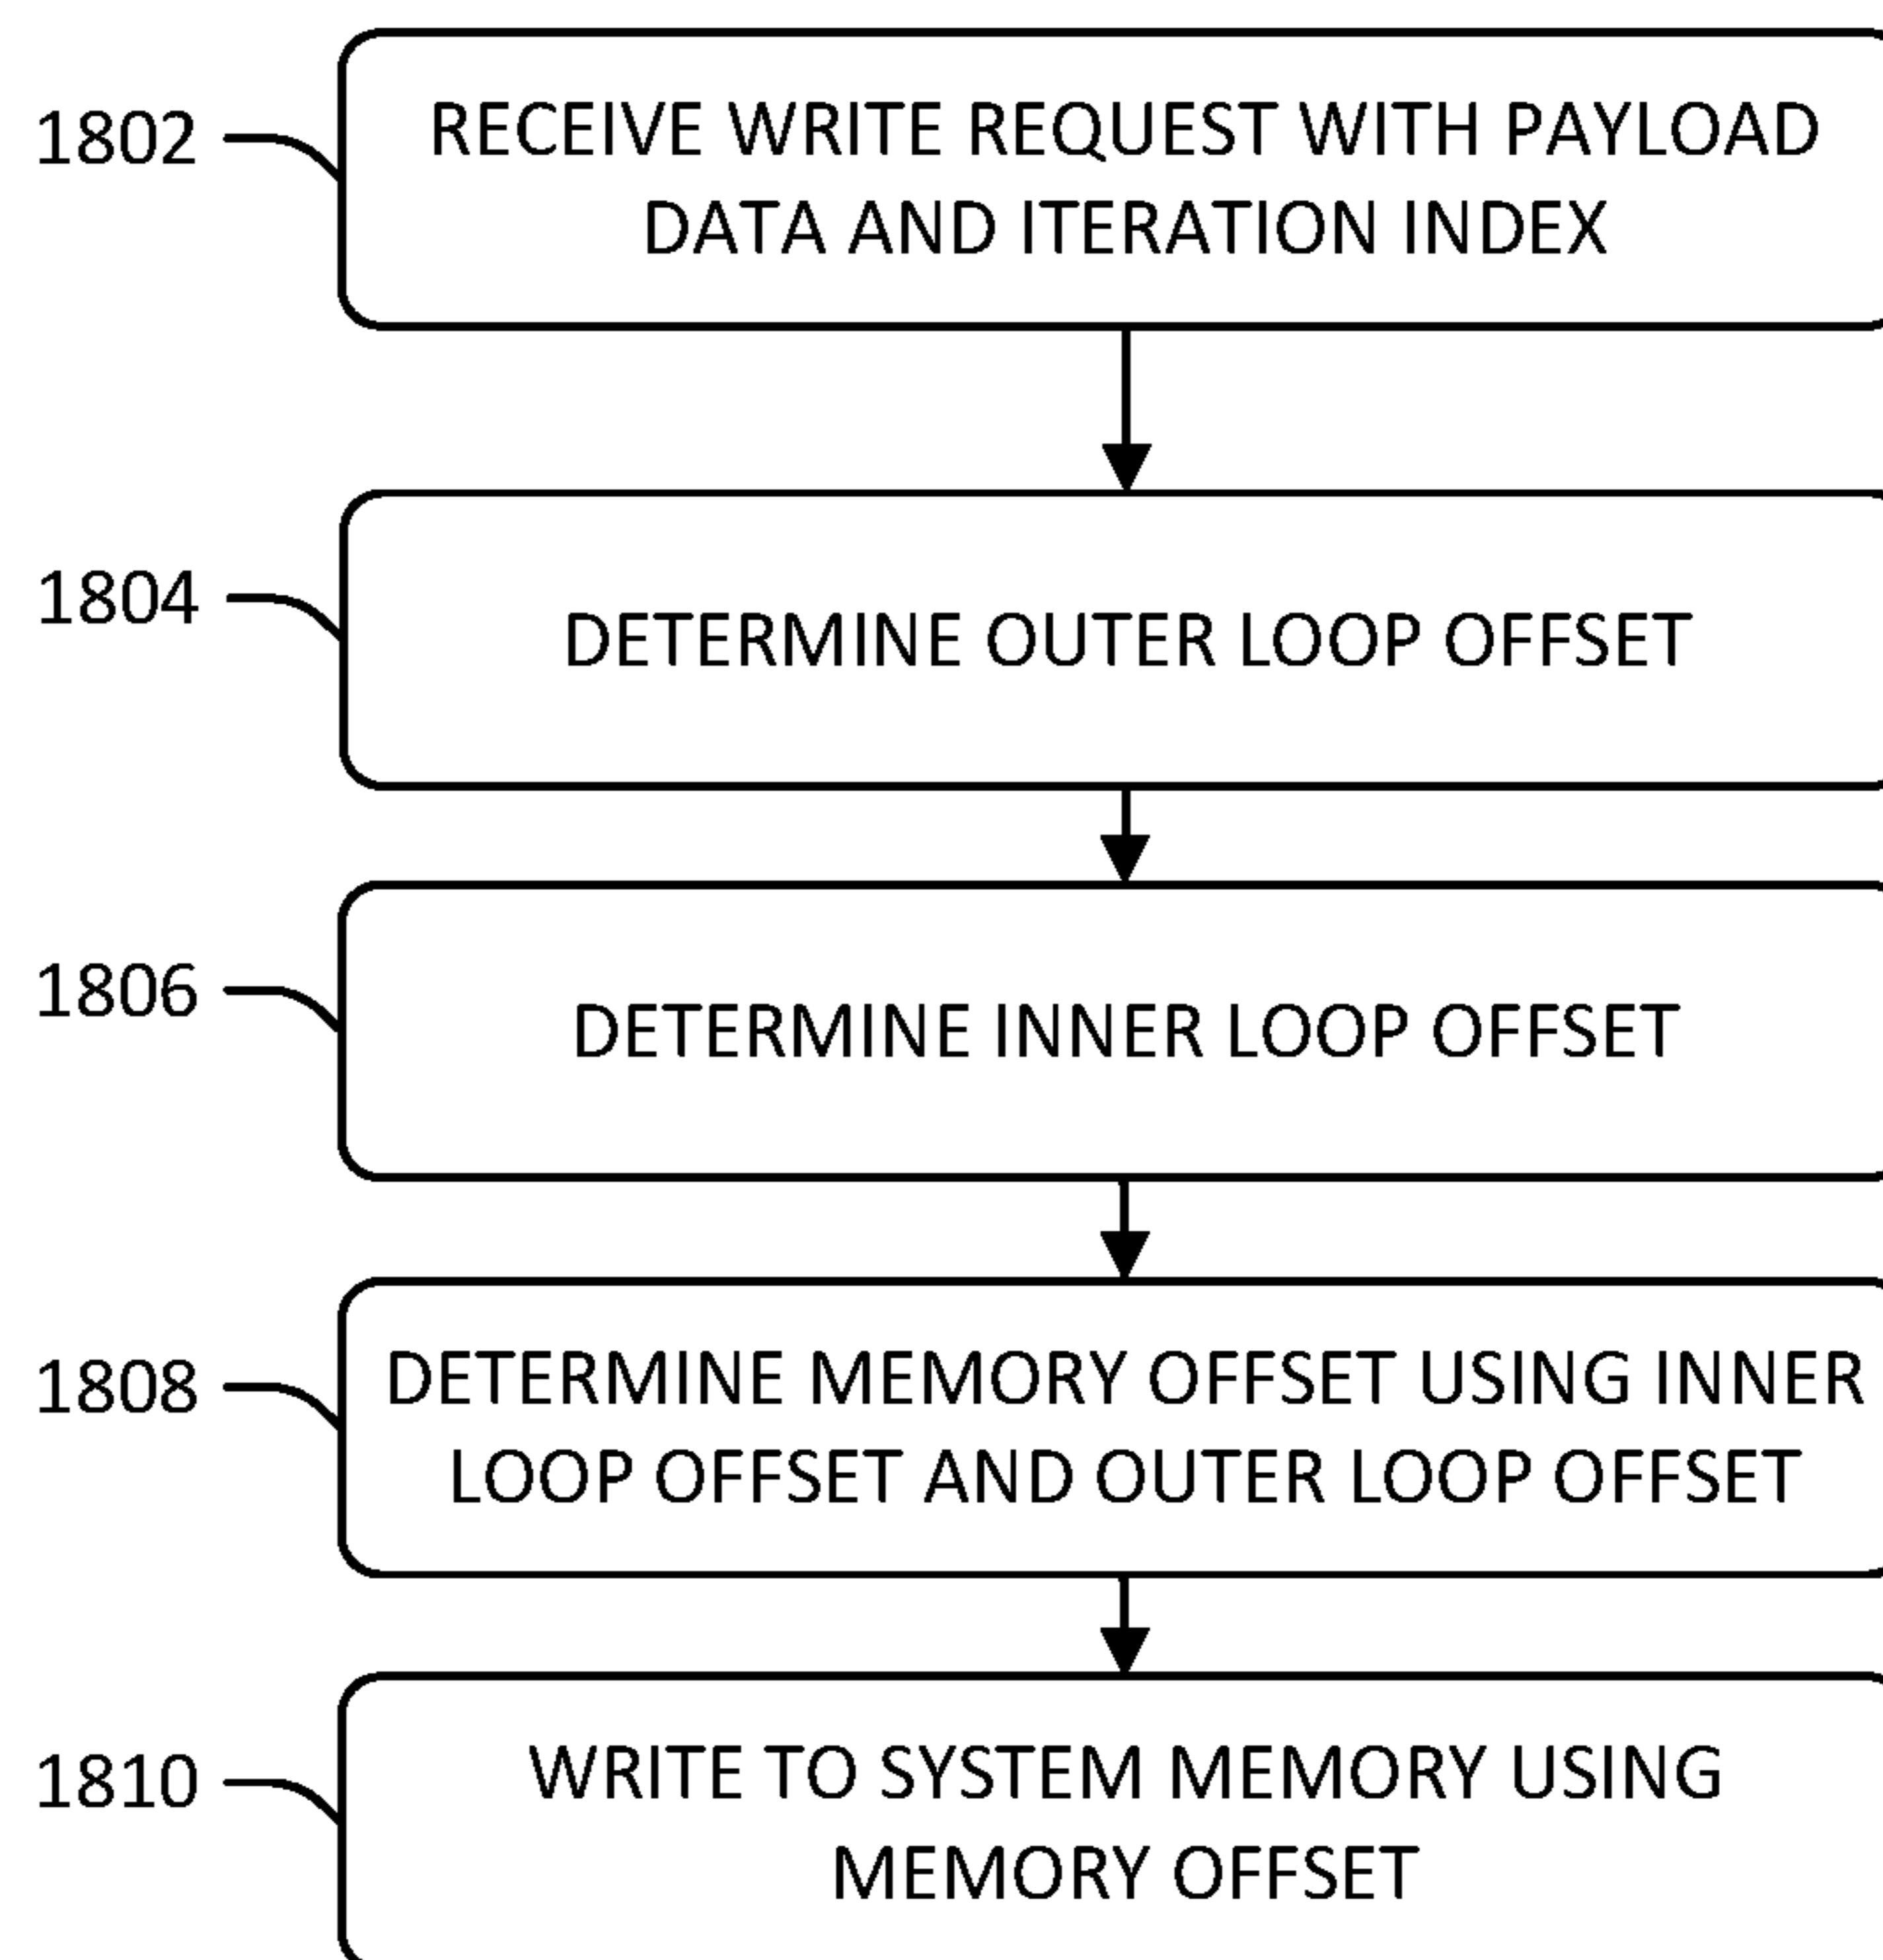 1802
RECEIVE WRITE REQUEST WITH PAYLOAD
DATA AND ITERATION INDEX
1804
DETERMINE OUTER LOOP OFFSET
1806
DETERMINE INNER LOOP OFFSET
1808
DETERMINE MEMORY OFFSET USING INNER
LOOP OFFSET AND OUTER LOOP OFFSET
1810
WRITE TO SYSTEM MEMORY USING
MEMORY OFFSET